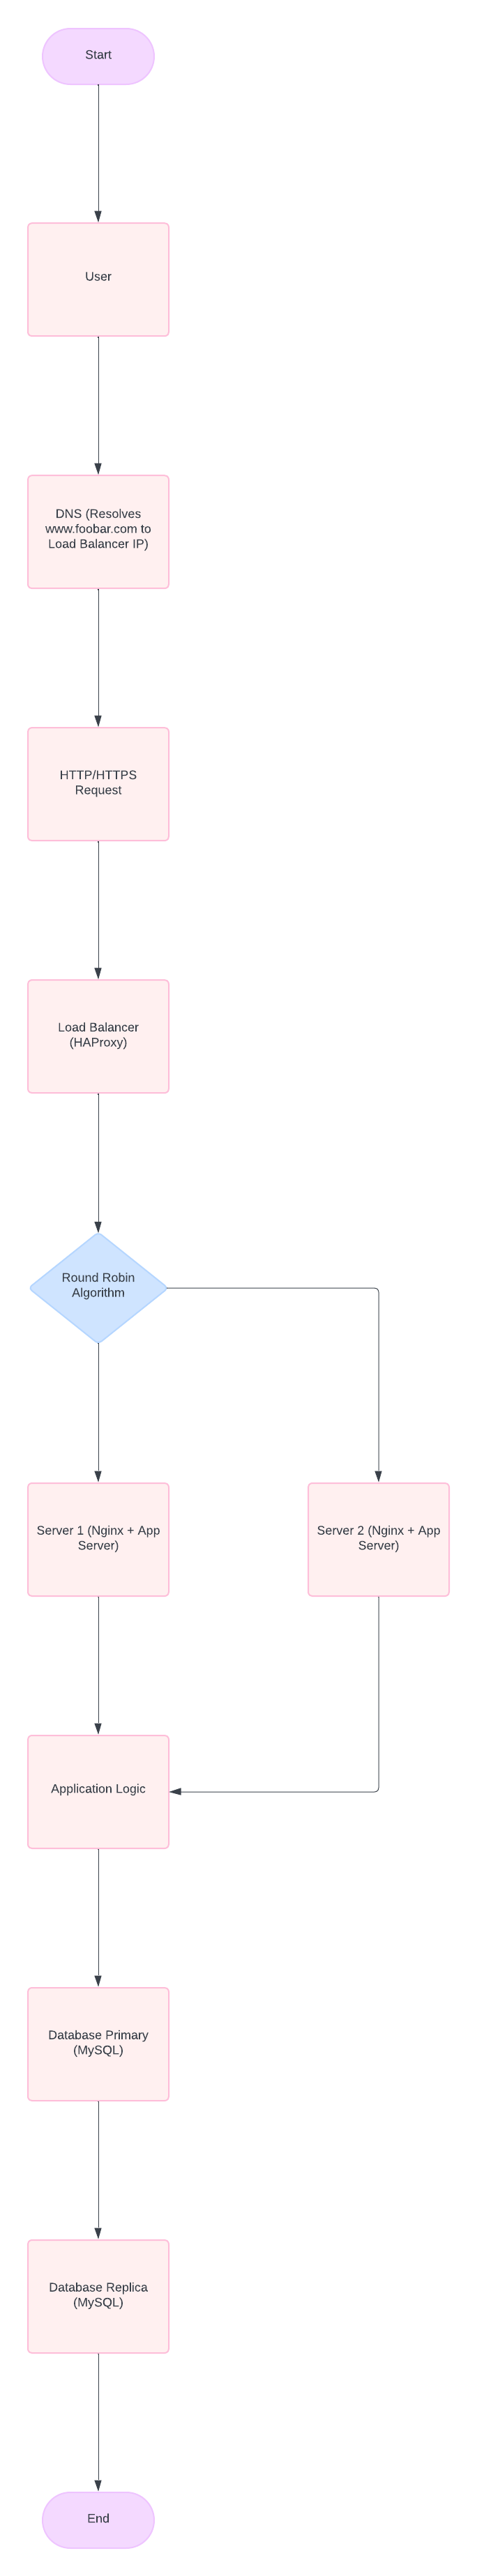 Start
User
DNS (Resolves
www.foobar.com to
Load Balancer IP)
HTTP/HTTPS
Request
Load Balancer
(HAProxy)
Round Robin
Algorithm
Server 1 (Nginx + App
Server)
Server 2 (Nginx + App
Server)
Application Logic
Database Primary
(MySQL)
Database Replica
(MySQL)
End